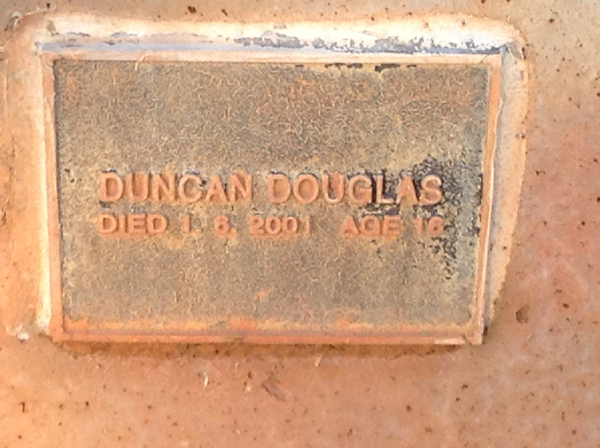 DUNCAN DOUGLAS
DIED 1. 6. 2001 AGE 16